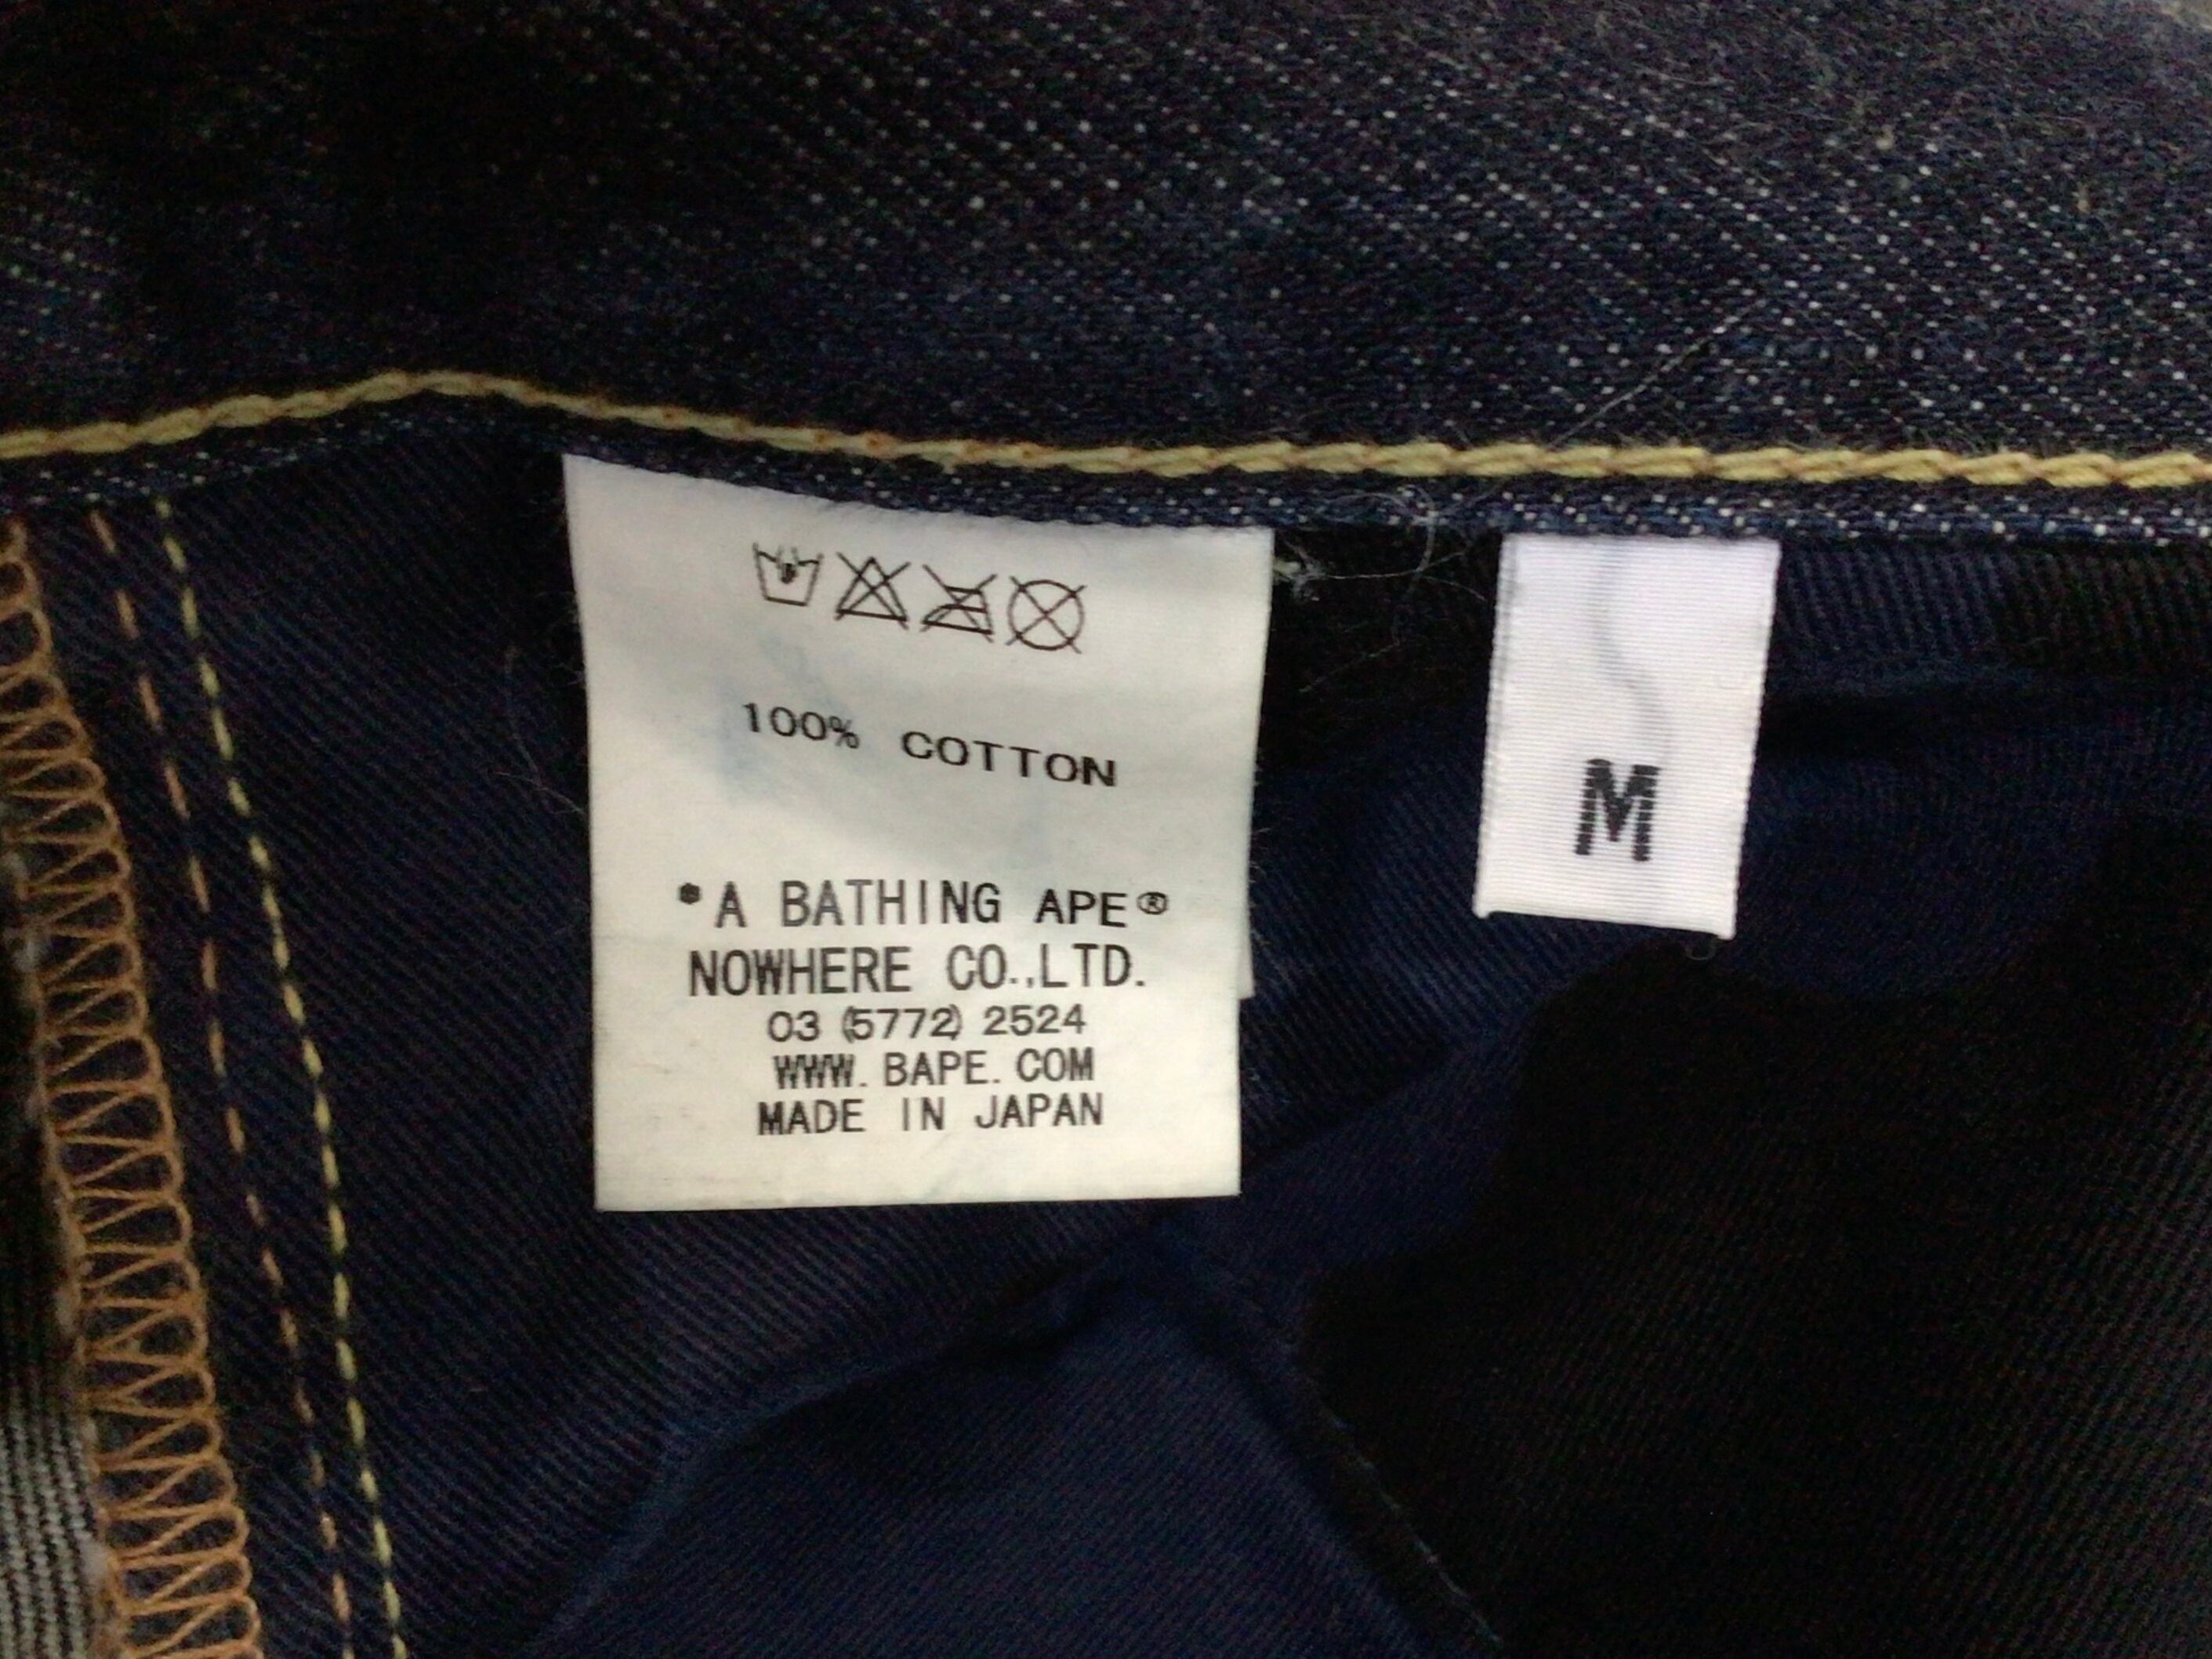 100% COTTON
*A BATHING APE®
NOWHERE CO.,LTD.
03 (5772) 2524
WWW. BAPE. COM
MADE IN JAPAN
M